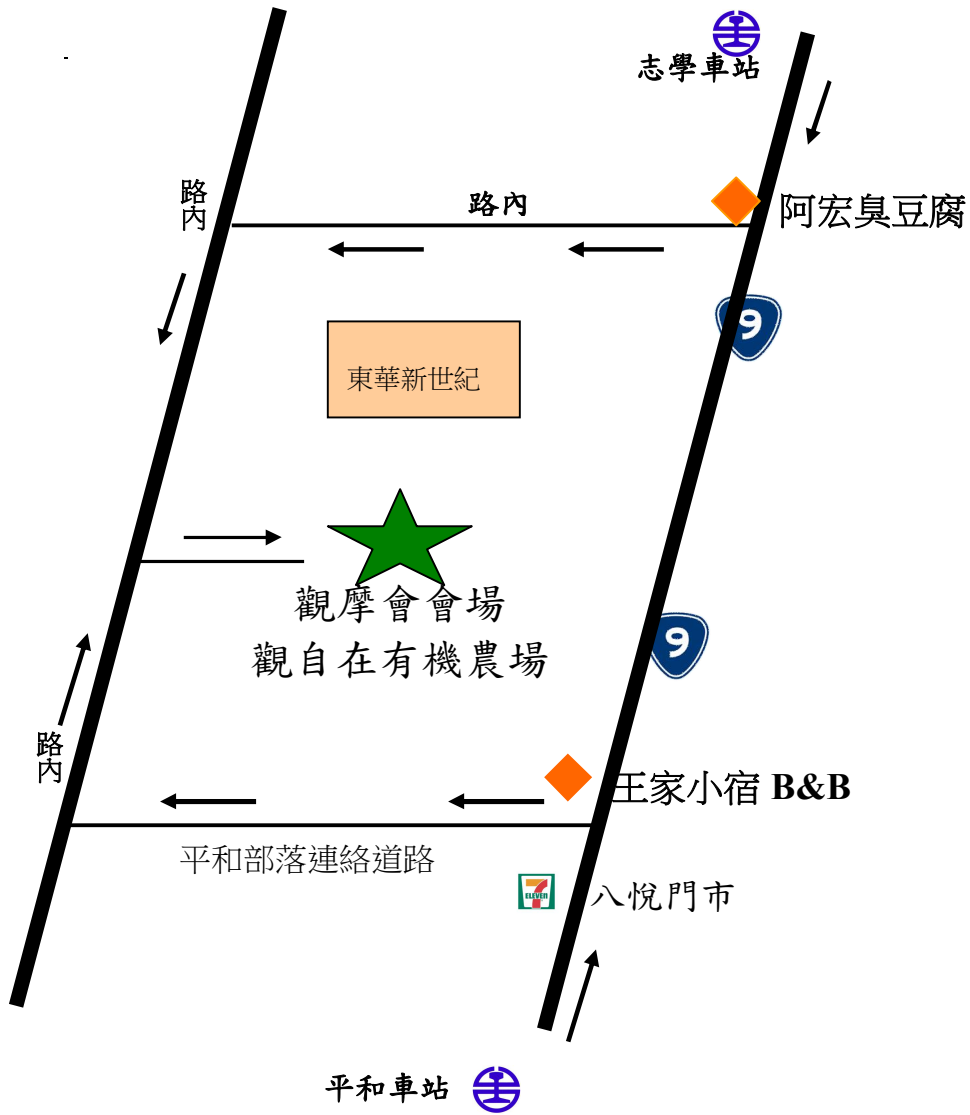 志學車站
路內
路內
阿宏臭豆腐
9
東華新世紀
觀摩會會場
觀自在有機農場
9
路內
王家小宿 B&B
平和部落連絡道路
7
ELEVEN
八悅門市
平和車站